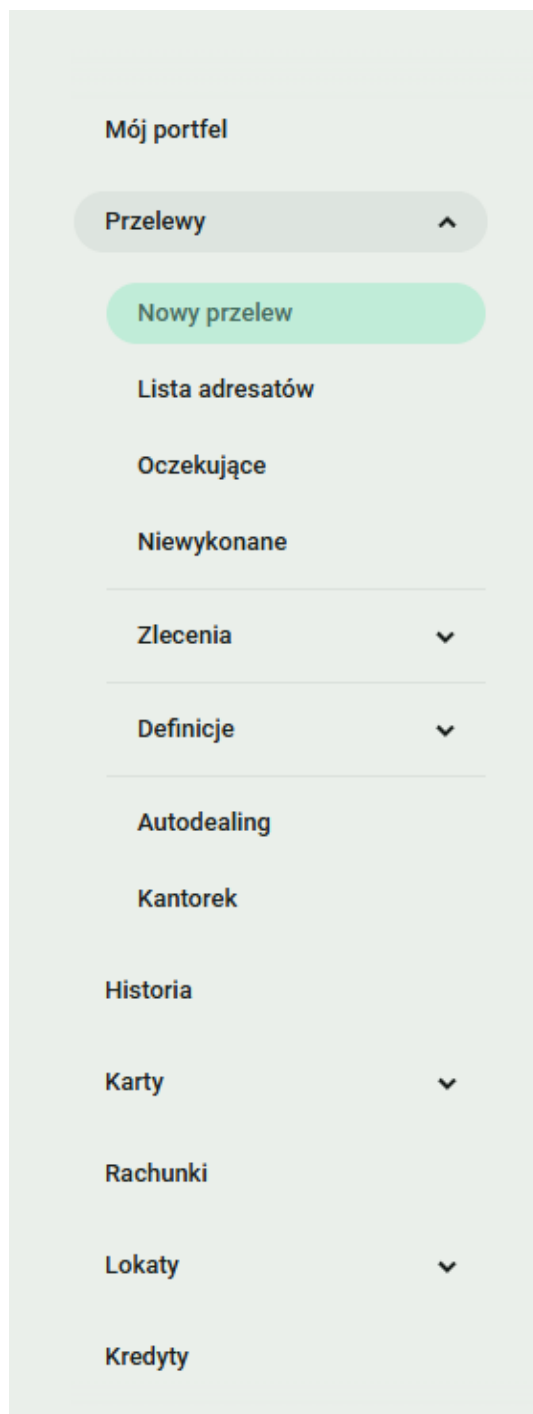 Mój portfel
Przelewy
Nowy przelew
Lista adresatów
Oczekujące
Niewykonane
Zlecenia
Definicje
Autodealing
Kantorek
Historia
Karty
Rachunki
Lokaty
Kredyty